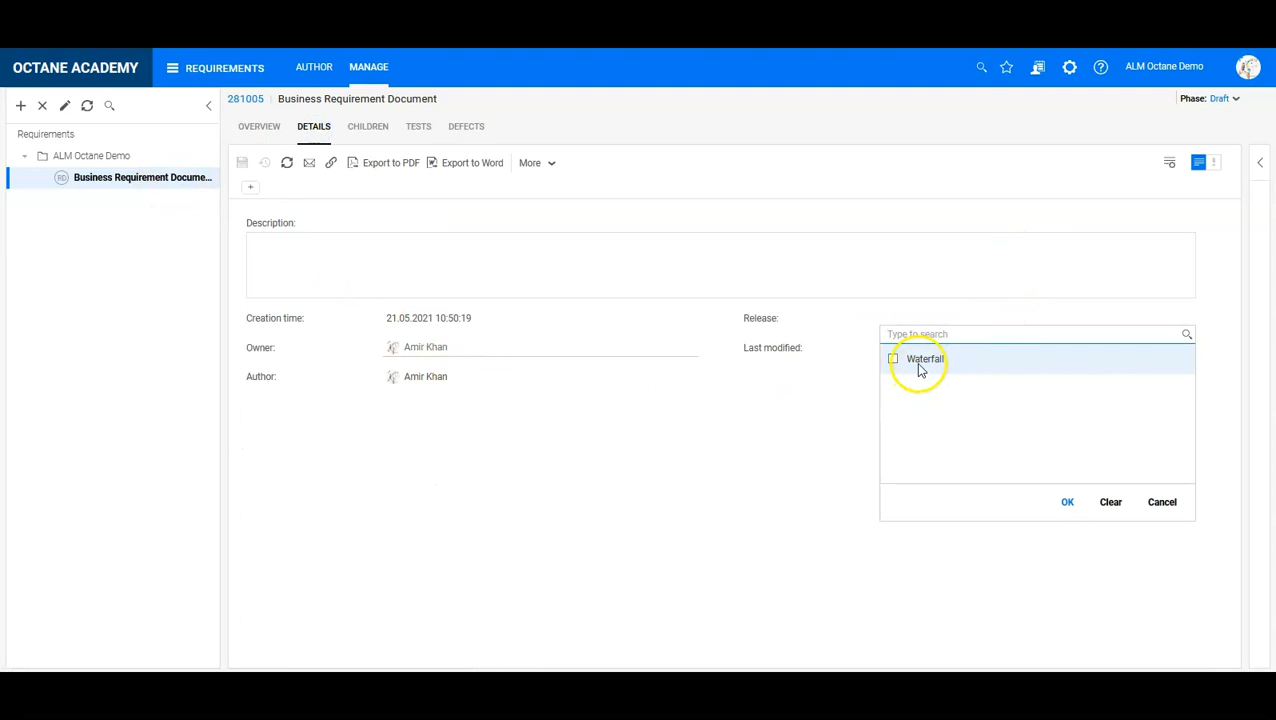 OCTANE ACADEMY
REQUIREMENTS
AUTHOR
MANAGE
ALM Octane Demo
281005 Business Requirement Document
Phase: Draft
Requirements
ALM Octane Demo
RD Business Requirement Docume...
OVERVIEW
DETAILS
CHILDREN
TESTS
DEFECTS
Export to PDF
Export to Word
More
+
Description:
Creation time: 21.05.2021 10:50:19
Owner: Amir Khan
Author: Amir Khan
Release:
Last modified:
Type to search
Waterfall
OK
Clear
Cancel